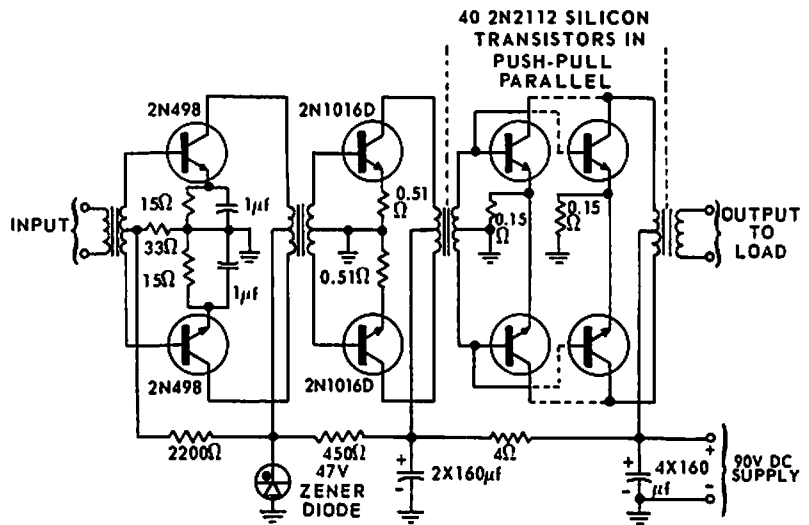 40 2N2112 SILICON
TRANSISTORS IN
PUSH-PULL
PARALLEL
2N498
2N1016D
15Ω
1μf
0.51
Ω
INPUT
33Ω
0.15
Ω
0.15
Ω
OUTPUT
TO
LOAD
15Ω
1μf
0.51Ω
2N498
2N1016D
2200Ω
450Ω
4Ω
47V
ZENER
DIODE
+
2X160μf
-
+
4X160
μf
-
+
90V DC
SUPPLY
-